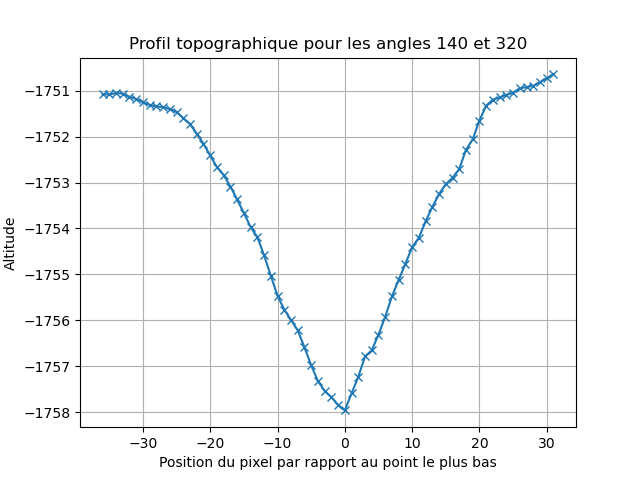 Profil topographique pour les angles 140 et 320
Altitude
−1751
−1752
−1753
−1754
−1755
−1756
−1757
−1758
−30 −20 −10 0 10 20 30
Position du pixel par rapport au point le plus bas